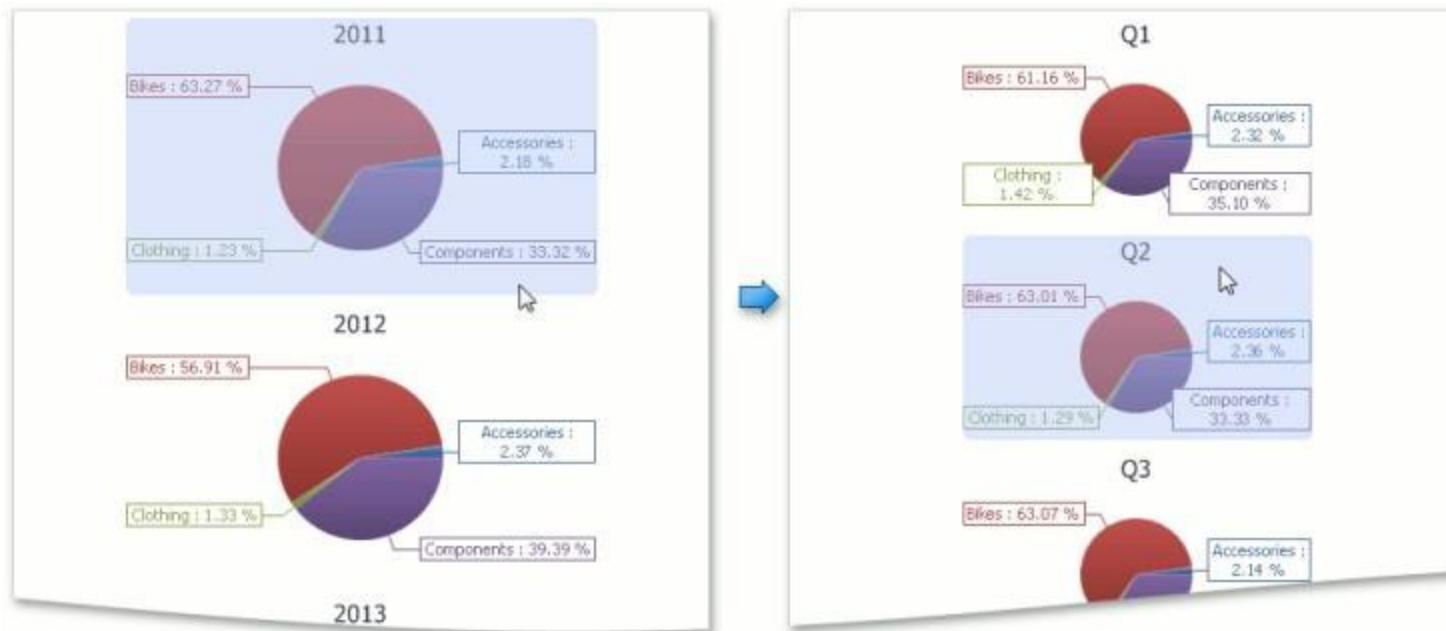 2011
Bikes : 63.27 %
Accessories :
2.18 %
Clothing : 1.23 %
Components : 33.32 %
2012
Bikes : 56.91 %
Accessories :
2.37 %
Clothing : 1.33 %
Components : 39.39 %
2013
Q1
Bikes : 61.16 %
Accessories :
2.32 %
Clothing :
1.42 %
Components :
35.10 %
Q2
Bikes : 63.01 %
Accessories :
2.36 %
Components :
33.33 %
Clothing : 1.29 %
Q3
Bikes : 63.07 %
Accessories :
2.14 %